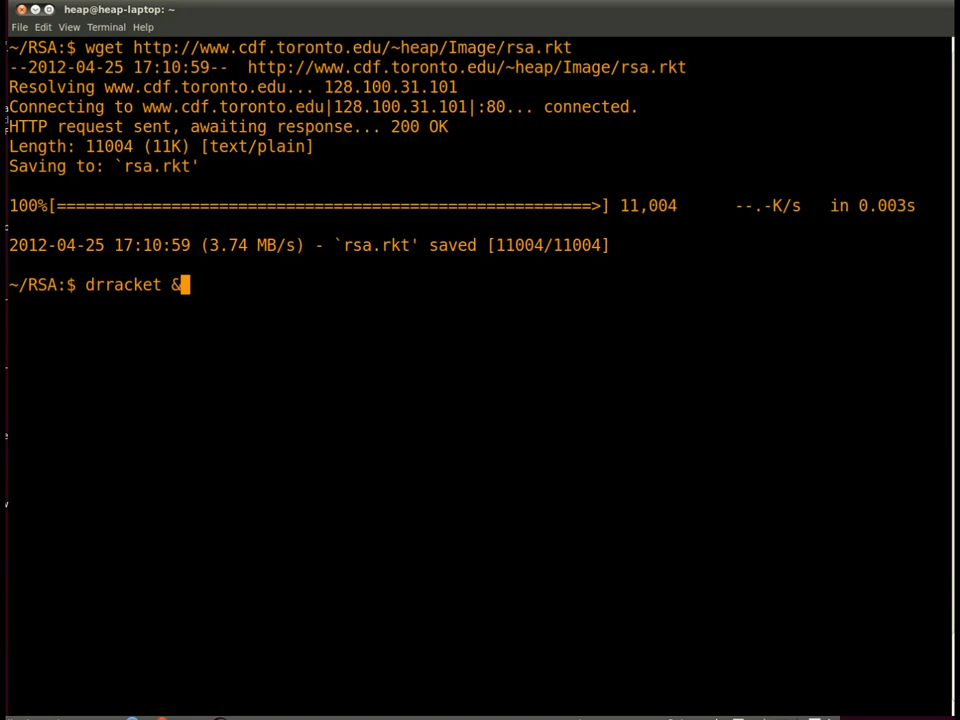 heap@heap-laptop: ~
File Edit View Terminal Help
~/RSA:$ wget http://www.cdf.toronto.edu/~heap/Image/rsa.rkt
--2012-04-25 17:10:59--  http://www.cdf.toronto.edu/~heap/Image/rsa.rkt
Resolving www.cdf.toronto.edu... 128.100.31.101
Connecting to www.cdf.toronto.edu|128.100.31.101|:80... connected.
HTTP request sent, awaiting response... 200 OK
Length: 11004 (11K) [text/plain]
Saving to: `rsa.rkt'
100%[========================================================>] 11,004      --.-K/s   in 0.003s
2012-04-25 17:10:59 (3.74 MB/s) - `rsa.rkt' saved [11004/11004]
~/RSA:$ drracket &